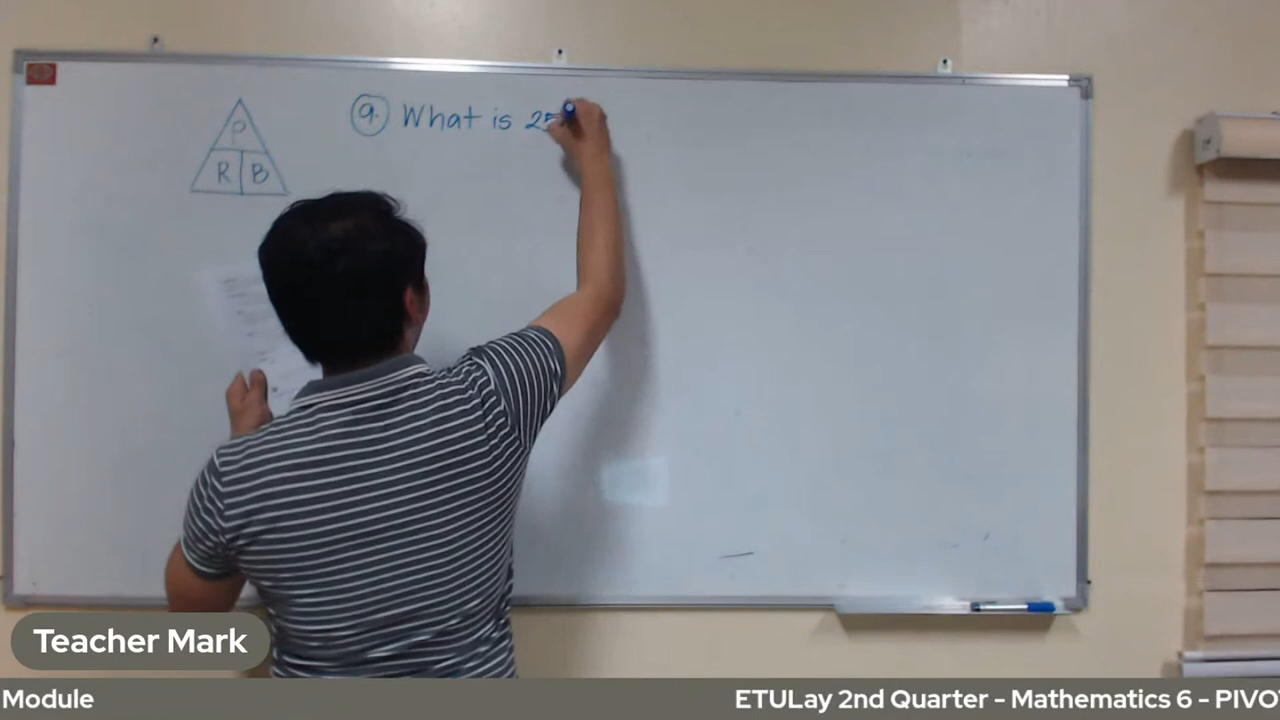 P
R B
9. What is 25
Teacher Mark
Module ETULay 2nd Quarter - Mathematics 6 - PIVO